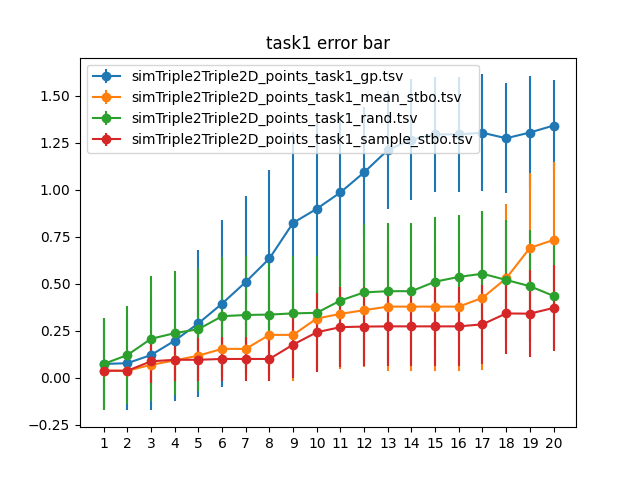 task1 error bar
simTriple2Triple2D_points_task1_gp.tsv
simTriple2Triple2D_points_task1_mean_stbo.tsv
simTriple2Triple2D_points_task1_rand.tsv
simTriple2Triple2D_points_task1_sample_stbo.tsv
1.50
1.25
1.00
0.75
0.50
0.25
0.00
−0.25
1 2 3 4 5 6 7 8 9 10 11 12 13 14 15 16 17 18 19 20